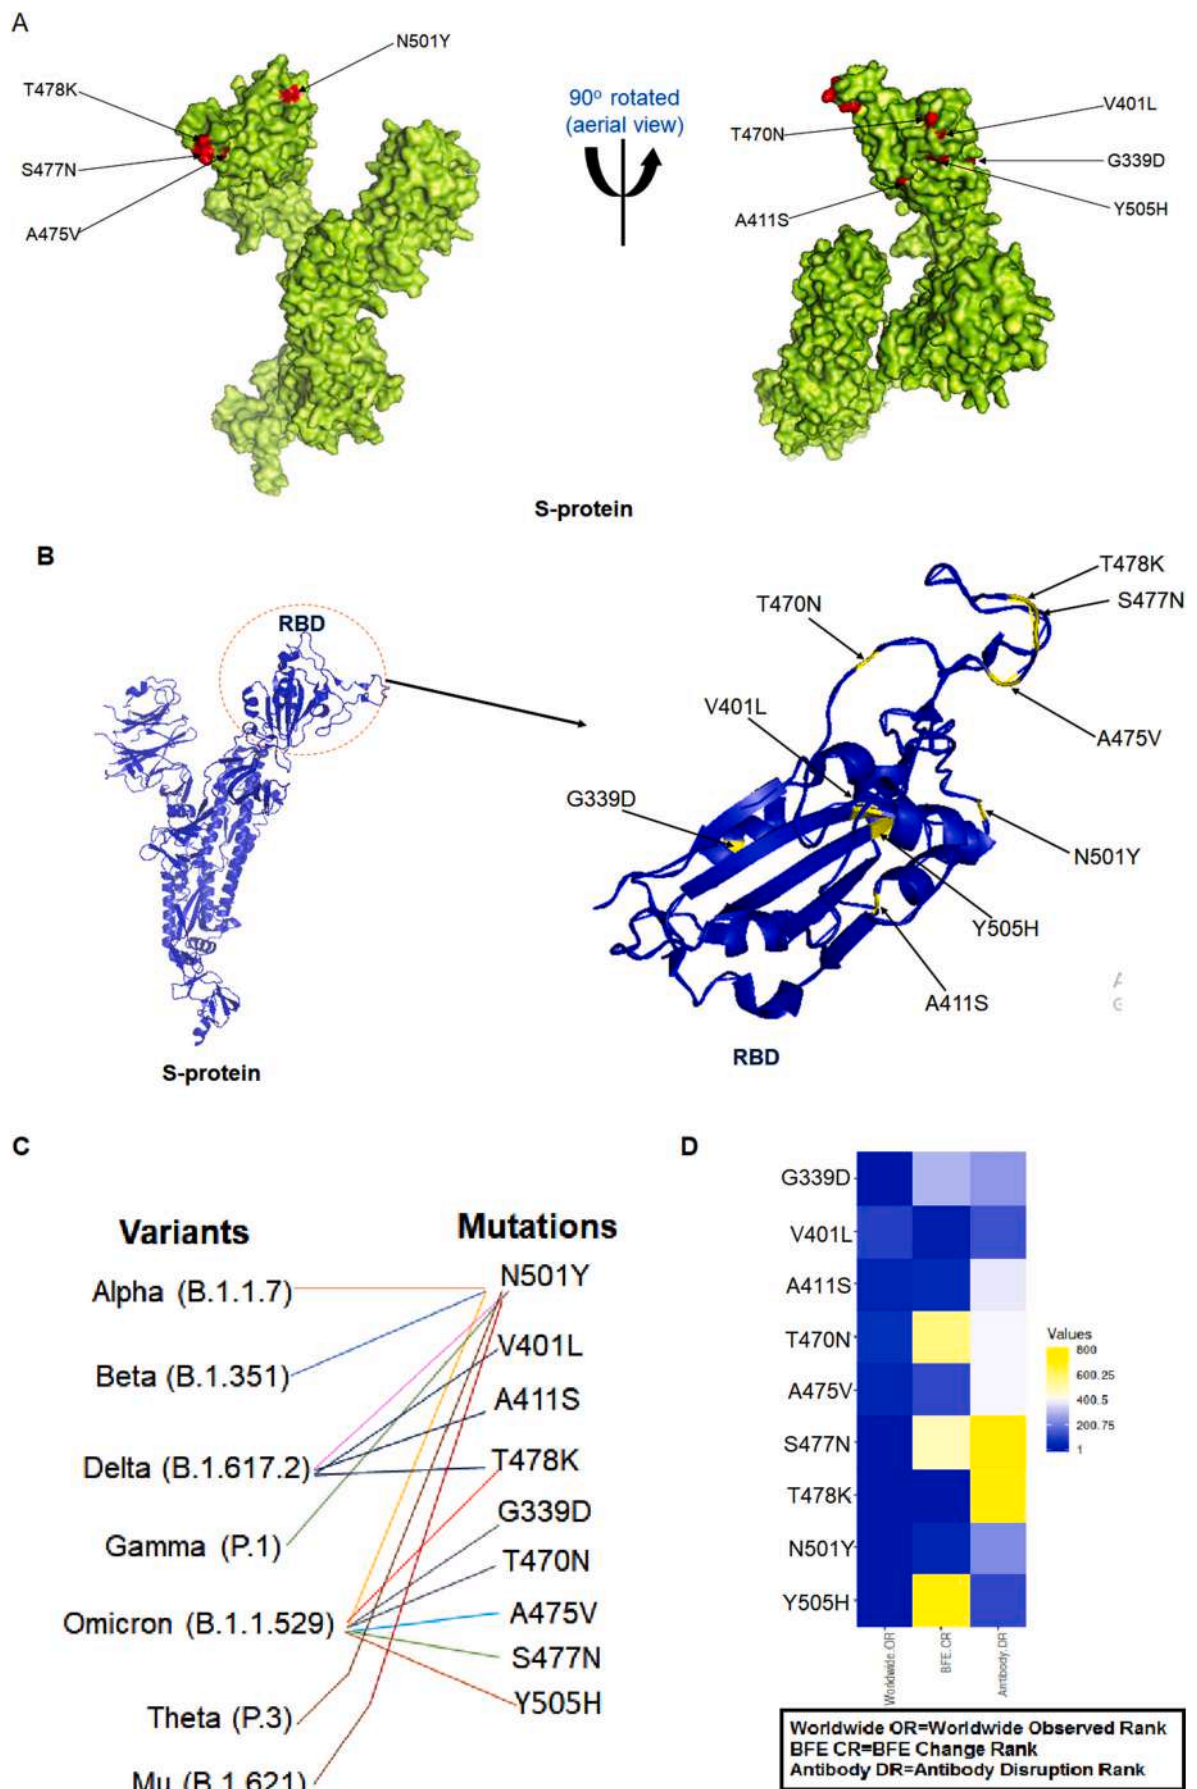 A
N501Y
T478K
S477N
A475V
90° rotated
(aerial view)
V401L
T470N
G339D
A411S
Y505H
S-protein
B
RBD
T478K
S477N
T470N
V401L
A475V
G339D
N501Y
Y505H
A411S
S-protein
RBD
C
Variants
Mutations
Alpha (B.1.1.7)
Beta (B.1.351)
Delta (B.1.617.2)
Gamma (P.1)
Omicron (B.1.1.529)
Theta (P.3)
Mu (B.1.621)
N501Y
V401L
A411S
T478K
G339D
T470N
A475V
S477N
Y505H
D
G339D
V401L
A411S
T470N
A475V
S477N
T478K
N501Y
Y505H
Values
800
600.25
400.5
200.75
1
Worldwide.OR
BFE.CR
Antibody.DR
Worldwide OR=Worldwide Observed Rank
BFE CR=BFE Change Rank
Antibody DR=Antibody Disruption Rank